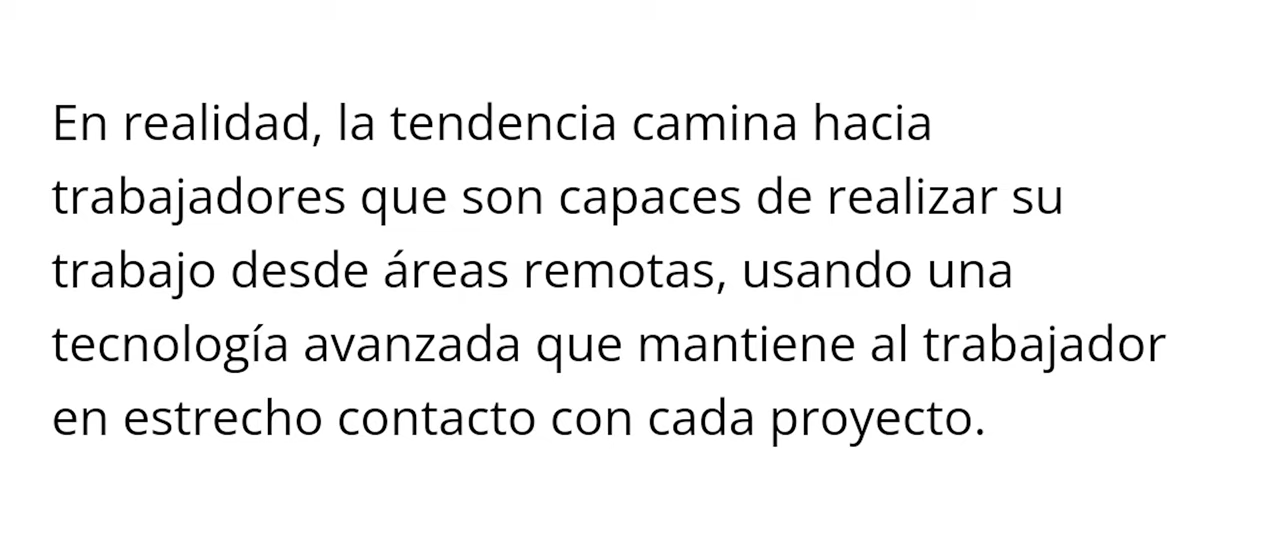 En realidad, la tendencia camina hacia
trabajadores que son capaces de realizar su
trabajo desde áreas remotas, usando una
tecnología avanzada que mantiene al trabajador
en estrecho contacto con cada proyecto.